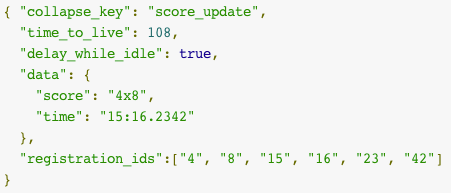 { "collapse_key": "score_update",
  "time_to_live": 108,
  "delay_while_idle": true,
  "data": {
    "score": "4x8",
    "time": "15:16.2342"
  },
  "registration_ids":["4", "8", "15", "16", "23", "42"]
}